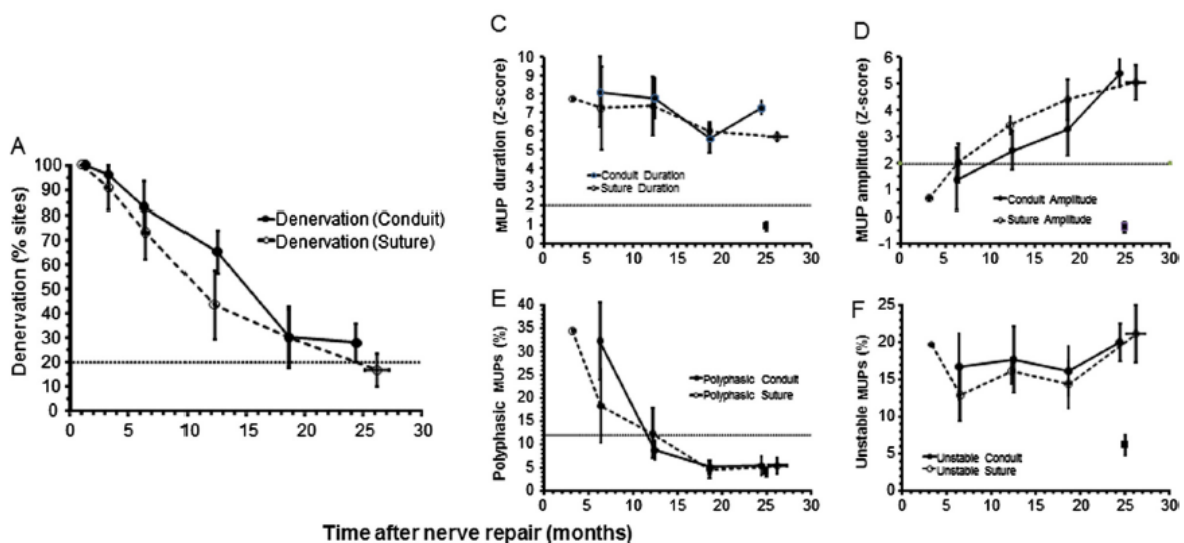 A
Denervation (% sites)
100
90
80
70
60
50
40
30
20
10
0
0 5 10 15 20 25 30
Denervation (Conduit)
Denervation (Suture)
C
MUP duration (Z-score)
10
9
8
7
6
5
4
3
2
1
0
0 5 10 15 20 25 30
Conduit Duration
Suture Duration
D
MUP amplitude (Z-score)
6
5
4
3
2
1
0
-1
0 5 10 15 20 25 30
Conduit Amplitude
Suture Amplitude
E
Polyphasic MUPs (%)
40
35
30
25
20
15
10
5
0
0 5 10 15 20 25 30
Polyphasic Conduit
Polyphasic Suture
F
Unstable MUPs (%)
25
20
15
10
5
0
0 5 10 15 20 25 30
Unstable Conduit
Unstable Suture
Time after nerve repair (months)